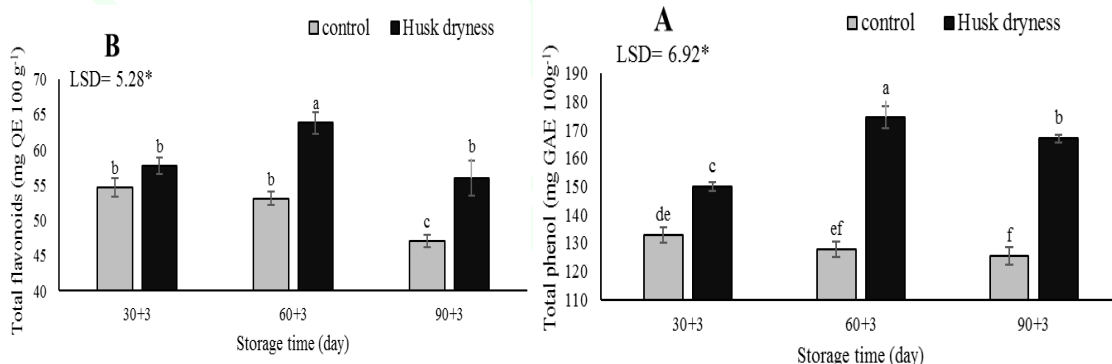 control Husk dryness
B
LSD= 5.28*
Total flavonoids (mg QE 100 g-1)
70
65
60
55
50
45
40
b b b a c b
30+3 60+3 90+3
Storage time (day)
control Husk dryness
A
LSD= 6.92*
Total phenol (mg GAE 100g-1)
190
180
170
160
150
140
130
120
110
de c ef a f b
30+3 60+3 90+3
Storage time (day)